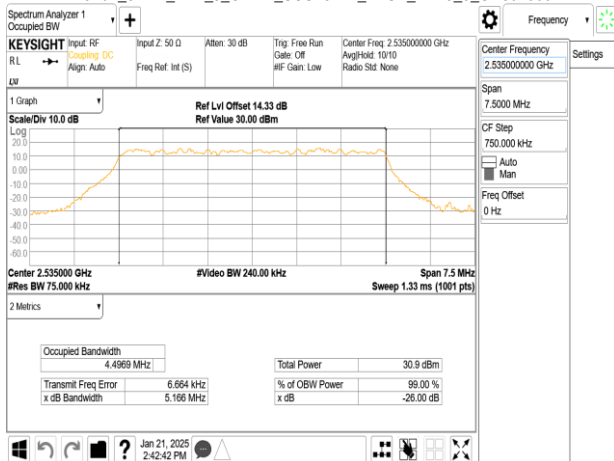 Spectrum Analyzer 1
Occupied BW
Frequency
KEYSIGHT
RL
LXI
Input: RF
Coupling: DC
Align: Auto
Input Z: 50 Ω
Freq Ref: Int (S)
Atten: 30 dB
Trig: Free Run
Gate: Off
#IF Gain: Low
Center Freq: 2.535000000 GHz
Avg|Hold: 10/10
Radio Std: None
Center Frequency
2.535000000 GHz
Settings
Span
7.5000 MHz
CF Step
750.000 kHz
Auto
Man
Freq Offset
0 Hz
1 Graph
Scale/Div 10.0 dB
Ref Lvl Offset 14.33 dB
Ref Value 30.00 dBm
Log
20.0
10.0
0.00
-10.0
-20.0
-30.0
-40.0
-50.0
-60.0
Center 2.535000 GHz
#Video BW 240.00 kHz
Span 7.5 MHz
#Res BW 75.000 kHz
Sweep 1.33 ms (1001 pts)
2 Metrics
Occupied Bandwidth
4.4969 MHz
Total Power 30.9 dBm
Transmit Freq Error 6.664 kHz
% of OBW Power 99.00 %
x dB Bandwidth 5.166 MHz
x dB -26.00 dB
Jan 21, 2025
2:42:42 PM